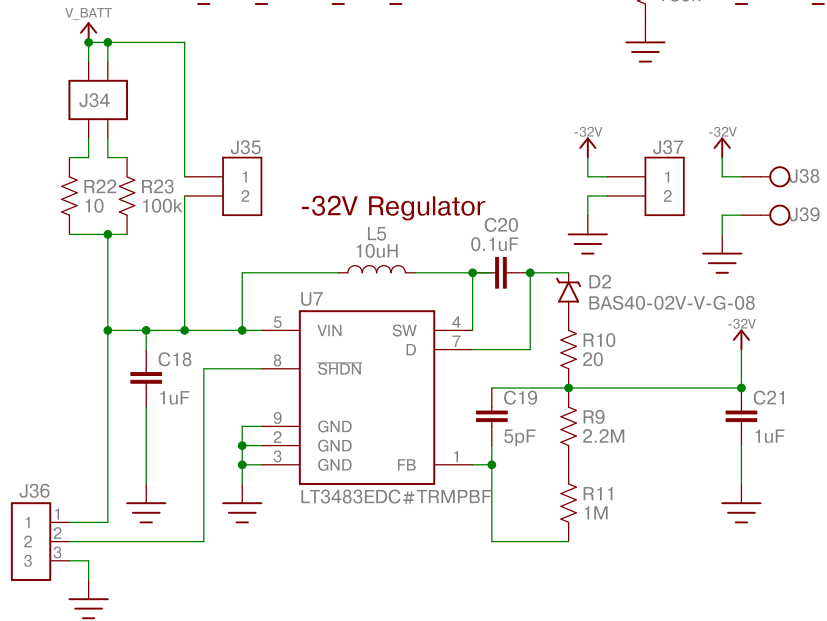 V_BATT
J34
R22
10
R23
100k
J35
1
2
-32V
J37
1
2
-32V
J38
J39
-32V Regulator
L5
10uH
C20
0.1uF
D2
BAS40-02V-V-G-08
U7
5
VIN
SW
4
D
7
8
SHDN
9
GND
2
GND
3
GND
FB
1
LT3483EDC#TRMPBF
C18
1uF
R10
20
-32V
C19
5pF
R9
2.2M
C21
1uF
R11
1M
J36
1
1
2
2
3
3